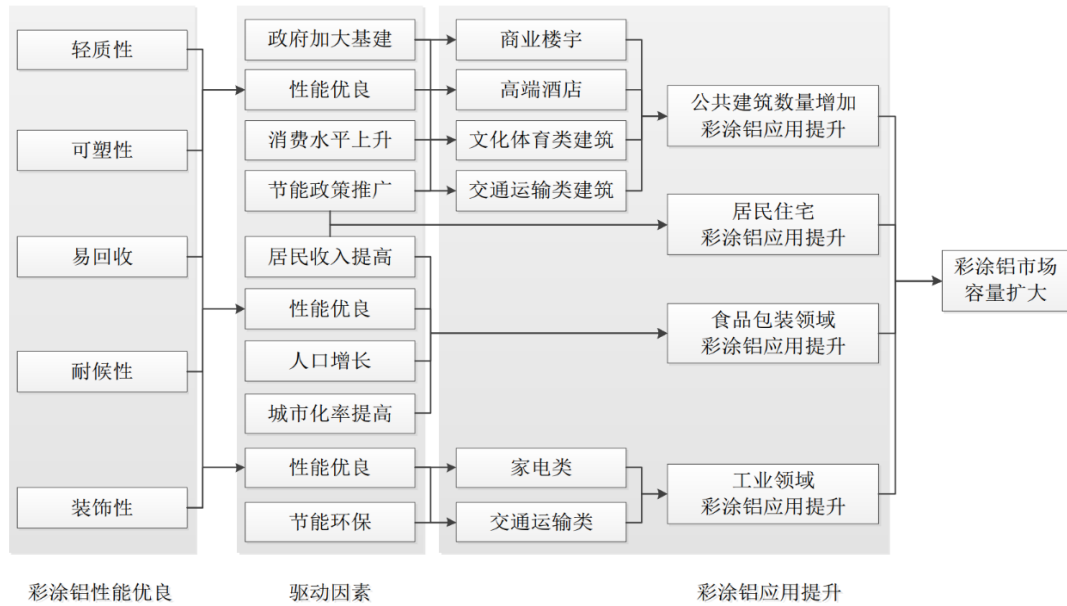 轻质性
可塑性
易回收
耐候性
装饰性
彩涂铝性能优良
政府加大基建
性能优良
消费水平上升
节能政策推广
居民收入提高
性能优良
人口增长
城市化率提高
性能优良
节能环保
驱动因素
商业楼宇
高端酒店
文化体育类建筑
交通运输类建筑
家电类
交通运输类
公共建筑数量增加
彩涂铝应用提升
居民住宅
彩涂铝应用提升
食品包装领域
彩涂铝应用提升
工业领域
彩涂铝应用提升
彩涂铝应用提升
彩涂铝市场
容量扩大